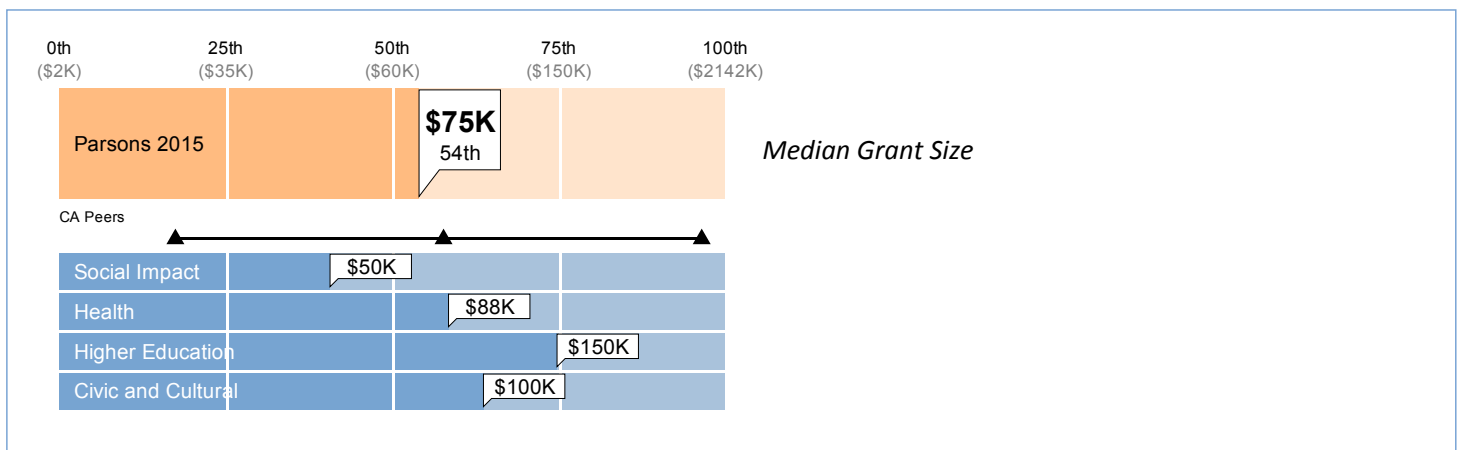 0th 25th 50th 75th 100th
($2K) ($35K) ($60K) ($150K) ($2142K)
$75K
Parsons 2015
54th
Median Grant Size
CA Peers
Social Impact $50K
Health $88K
Higher Education $150K
Civic and Cultural $100K